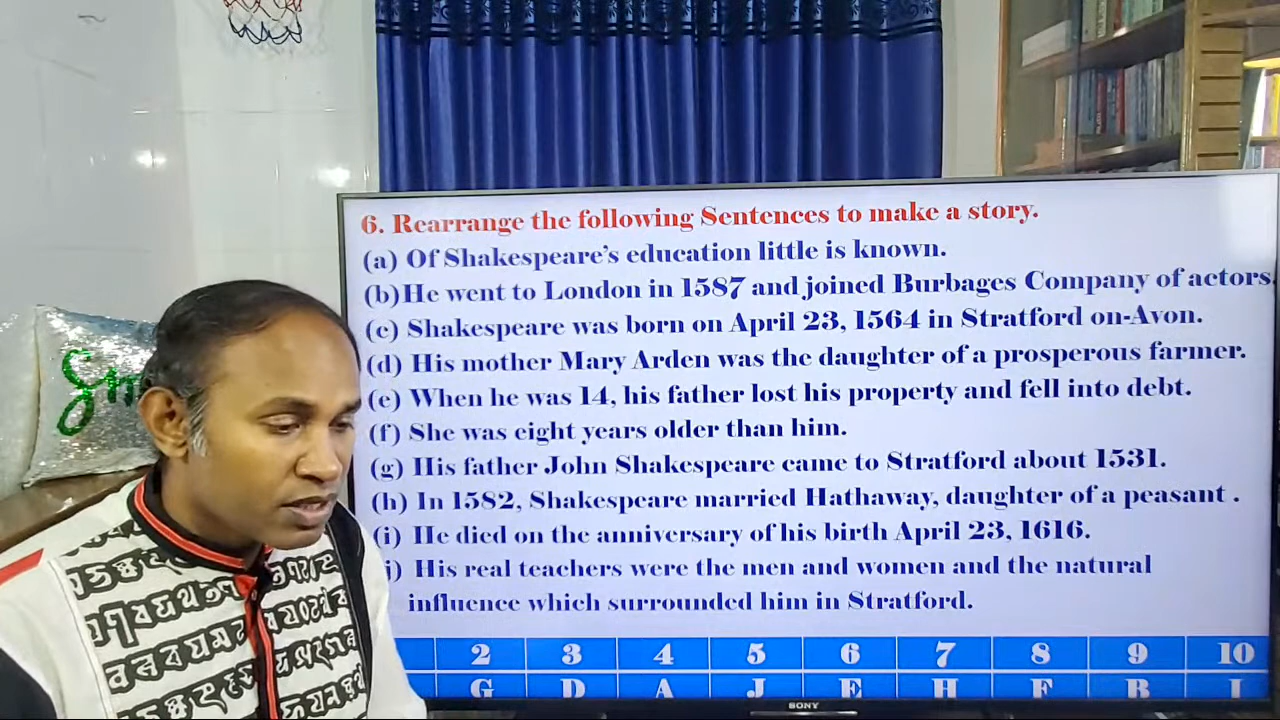 6. Rearrange the following Sentences to make a story.
(a) Of Shakespeare's education little is known.
(b)He went to London in 1587 and joined Burbages Company of actors.
(c) Shakespeare was born on April 23, 1564 in Stratford on-Avon.
(d) His mother Mary Arden was the daughter of a prosperous farmer.
(e) When he was 14, his father lost his property and fell into debt.
(f) She was eight years older than him.
(g) His father John Shakespeare came to Stratford about 1531.
(h) In 1582, Shakespeare married Hathaway, daughter of a peasant .
(i) He died on the anniversary of his birth April 23, 1616.
j) His real teachers were the men and women and the natural
influence which surrounded him in Stratford.
2 3 4 5 6 7 8 9 10
G D A J E H F B I
SONY